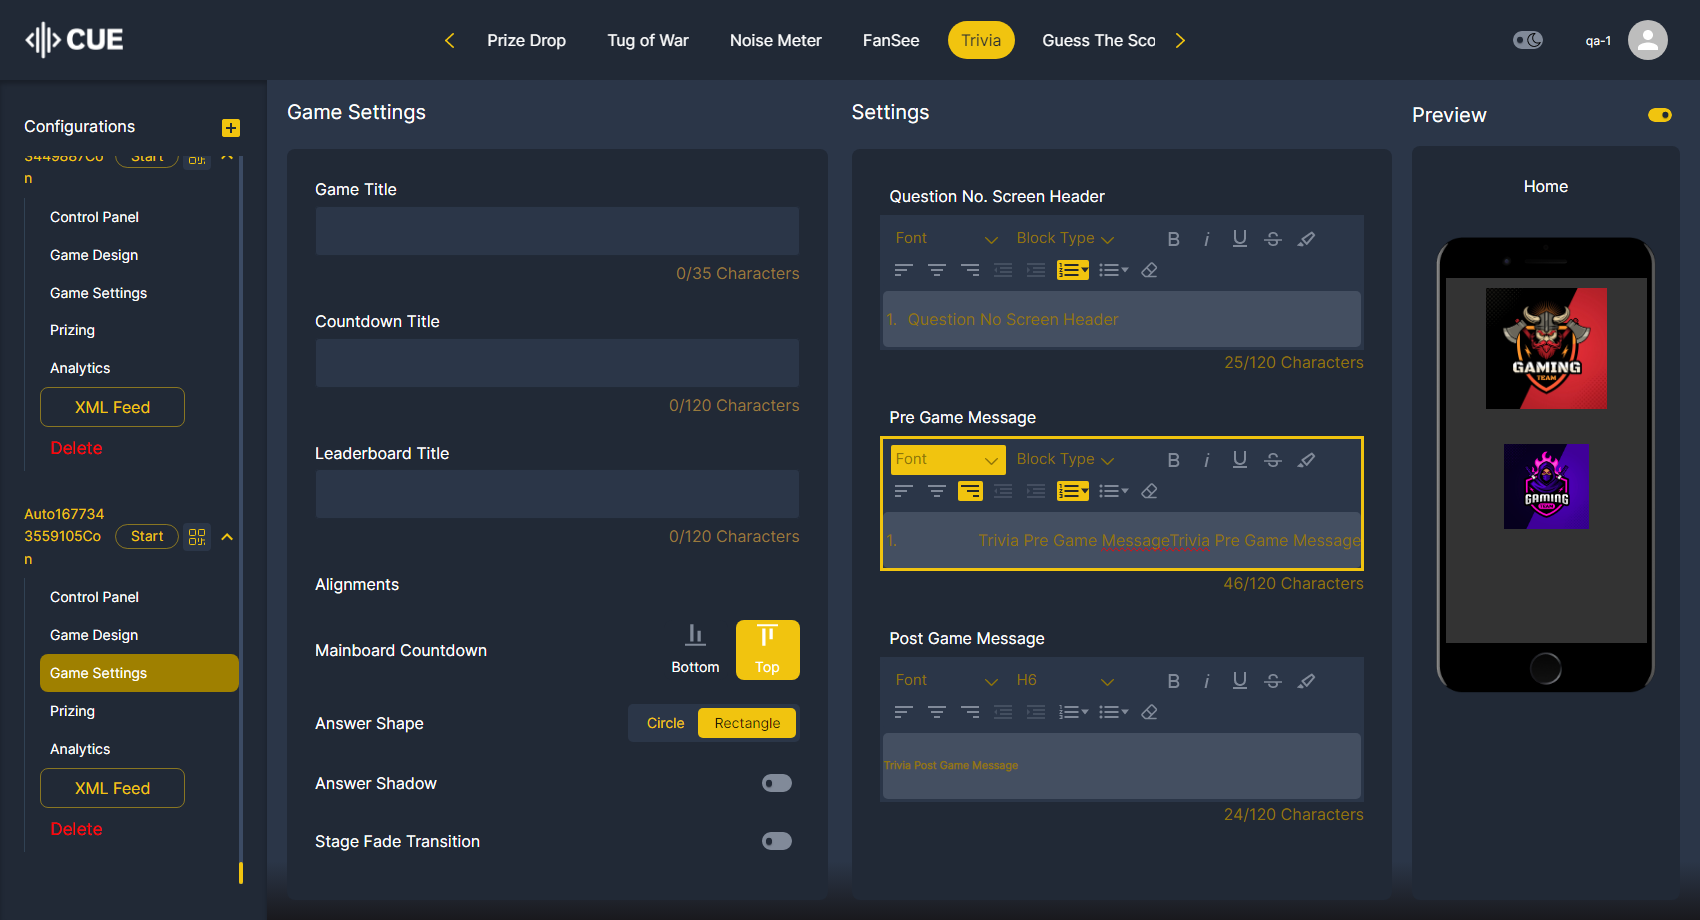 CUE
Prize Drop
Tug of War
Noise Meter
FanSee
Trivia
Guess The Sco
qa-1
Configurations
3449887Co
n
Start
Control Panel
Game Design
Game Settings
Prizing
Analytics
XML Feed
Delete
Auto167734
3559105Co
n
Start
Control Panel
Game Design
Game Settings
Prizing
Analytics
XML Feed
Delete
Game Settings
Game Title
0/35 Characters
Countdown Title
0/120 Characters
Leaderboard Title
0/120 Characters
Alignments
Mainboard Countdown
Bottom
Top
Answer Shape
Circle
Rectangle
Answer Shadow
Stage Fade Transition
Settings
Question No. Screen Header
Font
Block Type
B
i
U
S
1. Question No Screen Header
25/120 Characters
Pre Game Message
Font
Block Type
B
i
U
S
1. Trivia Pre Game MessageTrivia Pre Game Message
46/120 Characters
Post Game Message
Font
H6
B
i
U
S
Trivia Post Game Message
24/120 Characters
Preview
Home
GAMING
TEAM
GAMING
TEAM